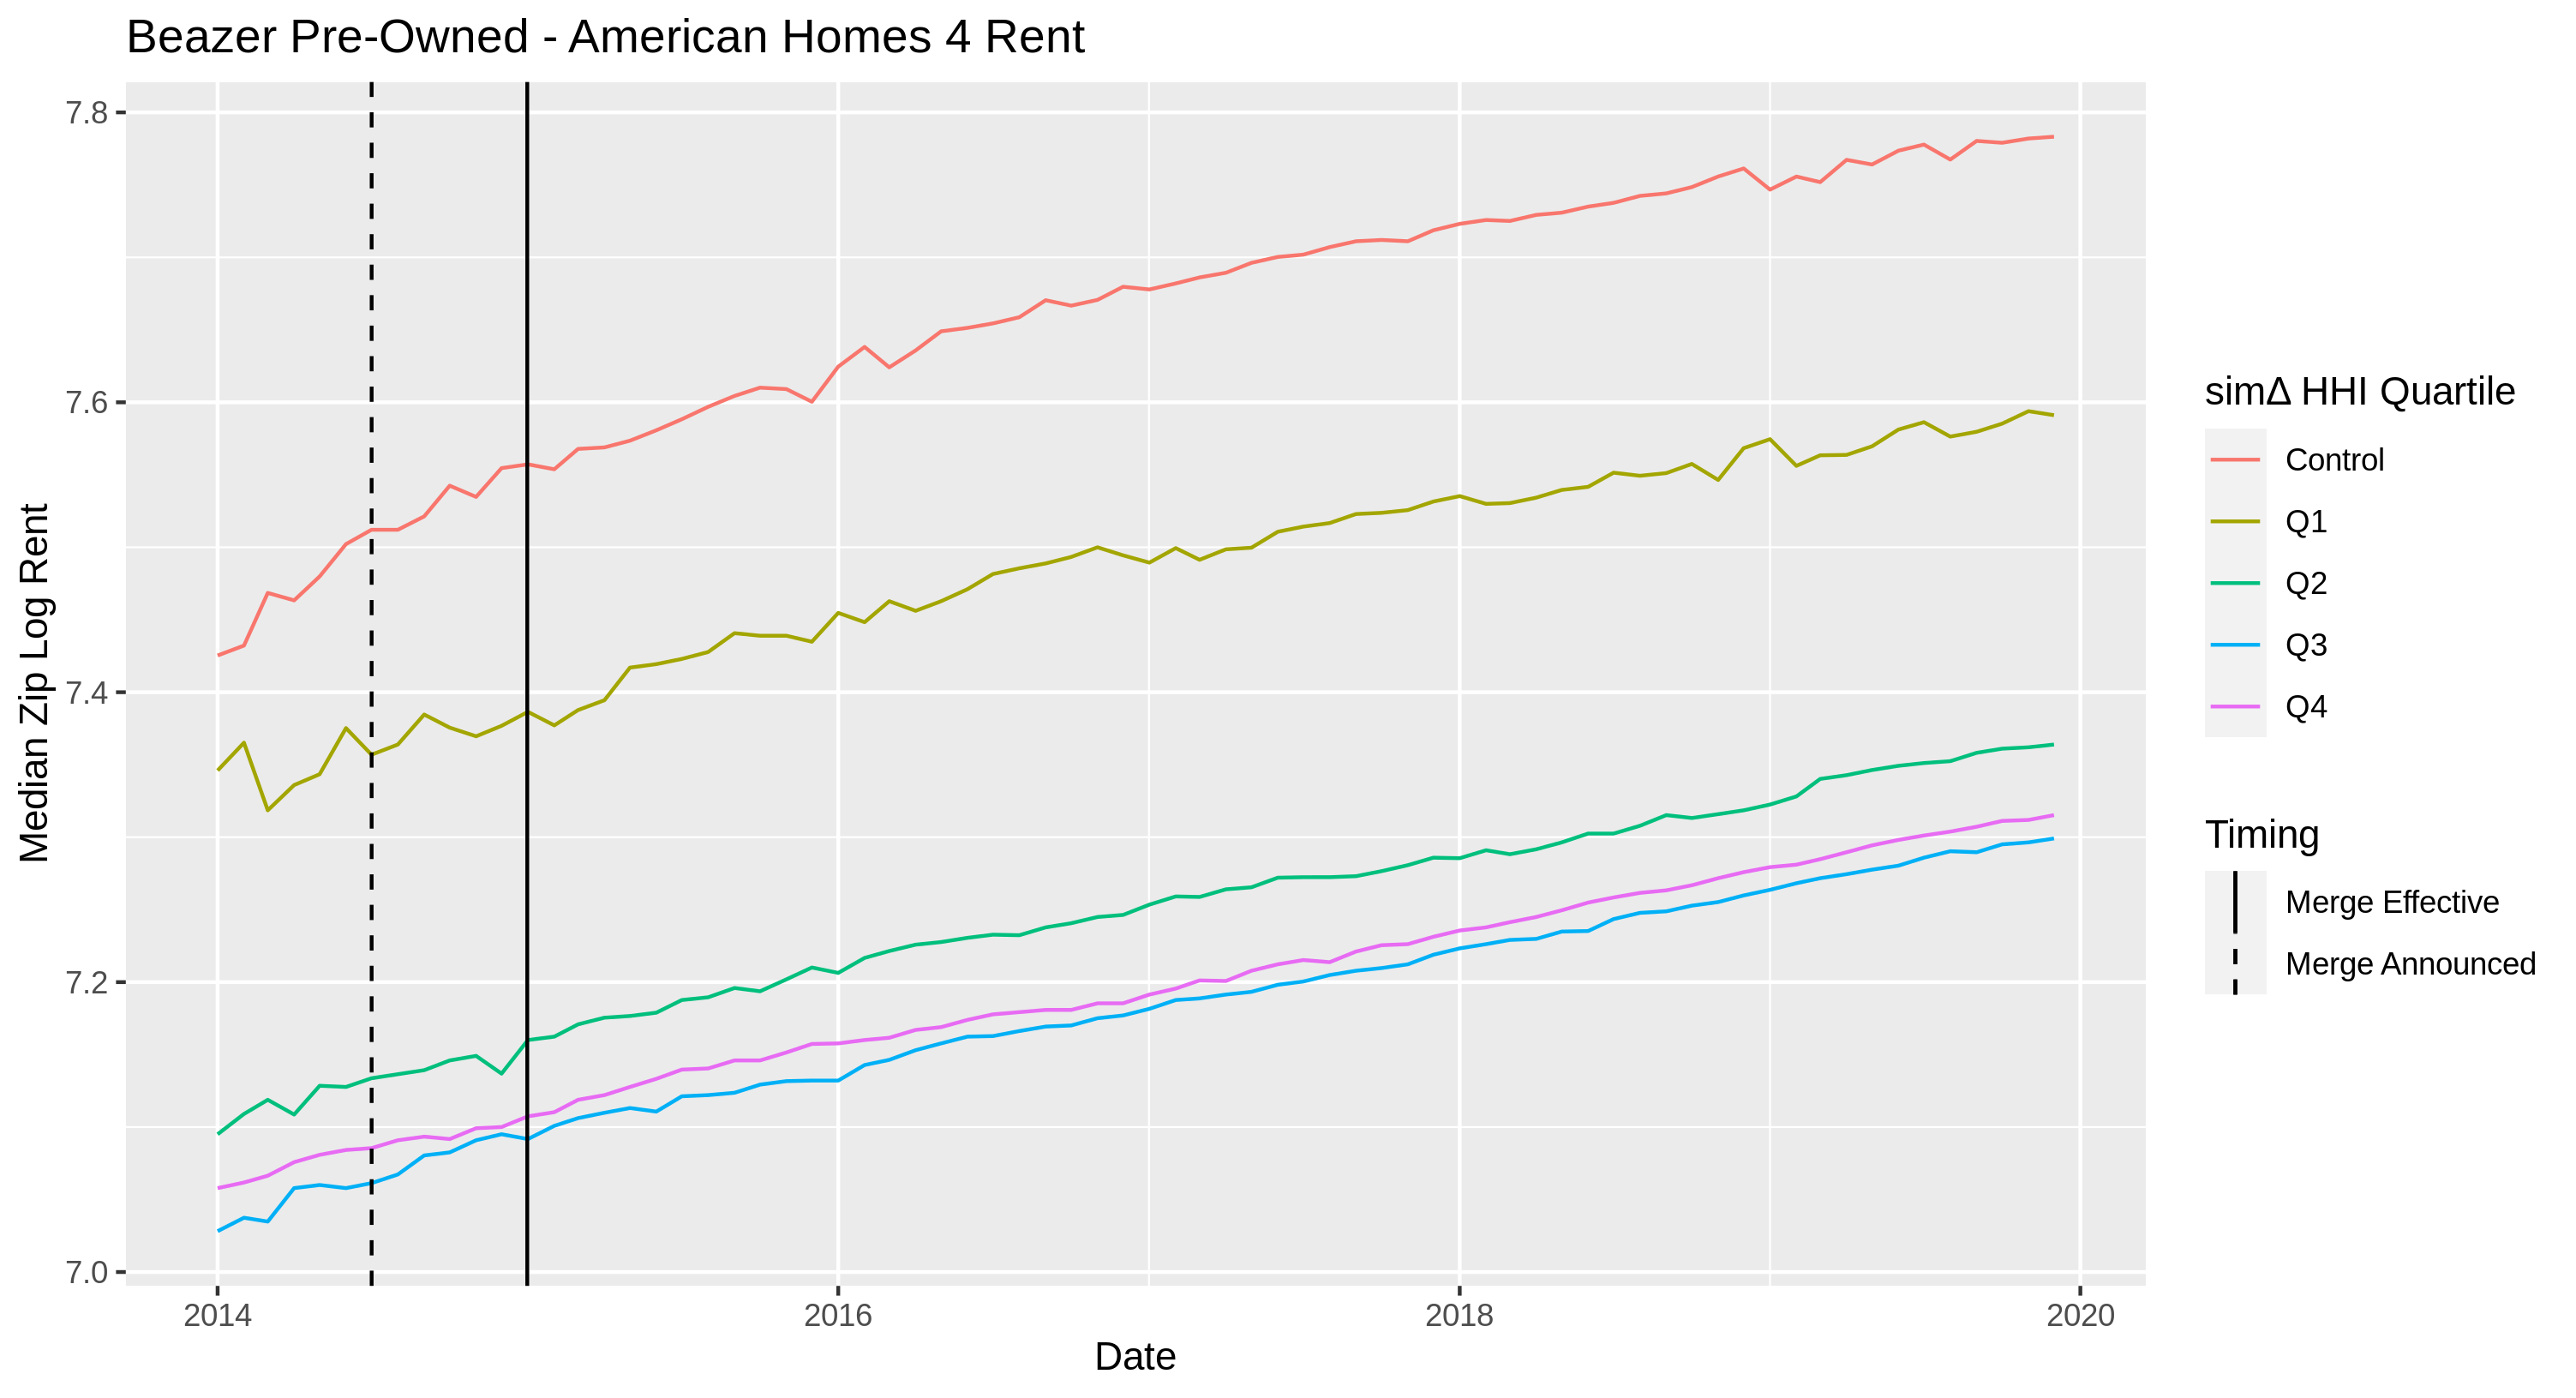 Beazer Pre-Owned - American Homes 4 Rent
Median Zip Log Rent
7.8
7.6
7.4
7.2
7.0
2014
2016
2018
2020
Date
simΔ HHI Quartile
Control
Q1
Q2
Q3
Q4
Timing
Merge Effective
Merge Announced